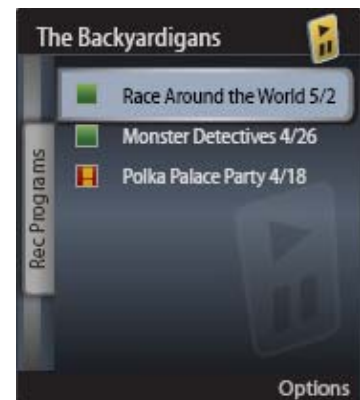 The Backyardigans
Race Around the World 5/2
Monster Detectives 4/26
Polka Palace Party 4/18
Rec Programs
Options